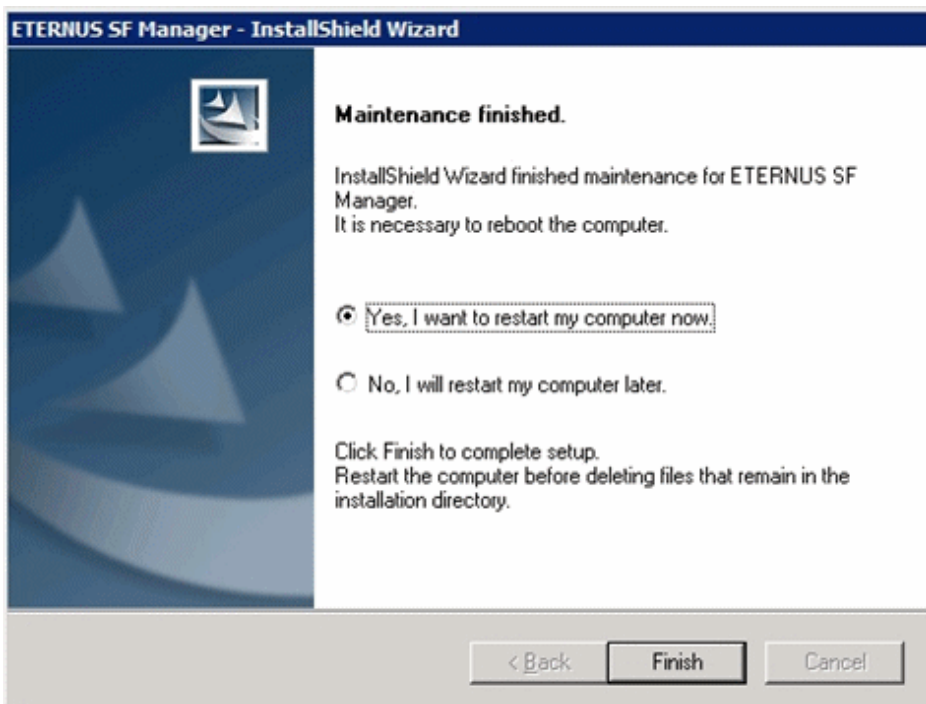 ETERNUS SF Manager - InstallShield Wizard
Maintenance finished.
InstallShield Wizard finished maintenance for ETERNUS SF
Manager.
It is necessary to reboot the computer.
Yes, I want to restart my computer now.
No, I will restart my computer later.
Click Finish to complete setup.
Restart the computer before deleting files that remain in the
installation directory.
< Back
Finish
Cancel